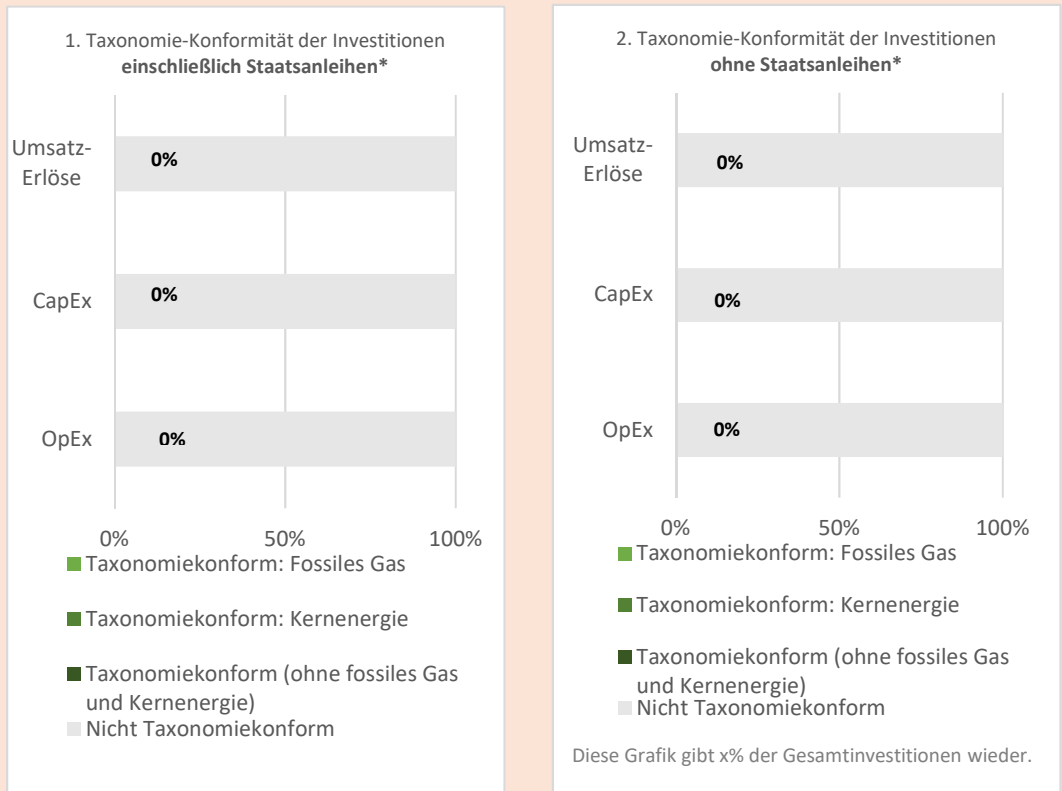 1. Taxonomie-Konformität der Investitionen
einschließlich Staatsanleihen*
Umsatz-
Erlöse
0%
CapEx
0%
OpEx
0%
0%
50%
100%
Taxonomiekonform: Fossiles Gas
Taxonomiekonform: Kernenergie
Taxonomiekonform (ohne fossiles Gas
und Kernenergie)
Nicht Taxonomiekonform
2. Taxonomie-Konformität der Investitionen
ohne Staatsanleihen*
Umsatz-
Erlöse
0%
CapEx
0%
OpEx
0%
0%
50%
100%
Taxonomiekonform: Fossiles Gas
Taxonomiekonform: Kernenergie
Taxonomiekonform (ohne fossiles Gas
und Kernenergie)
Nicht Taxonomiekonform
Diese Grafik gibt x% der Gesamtinvestitionen wieder.